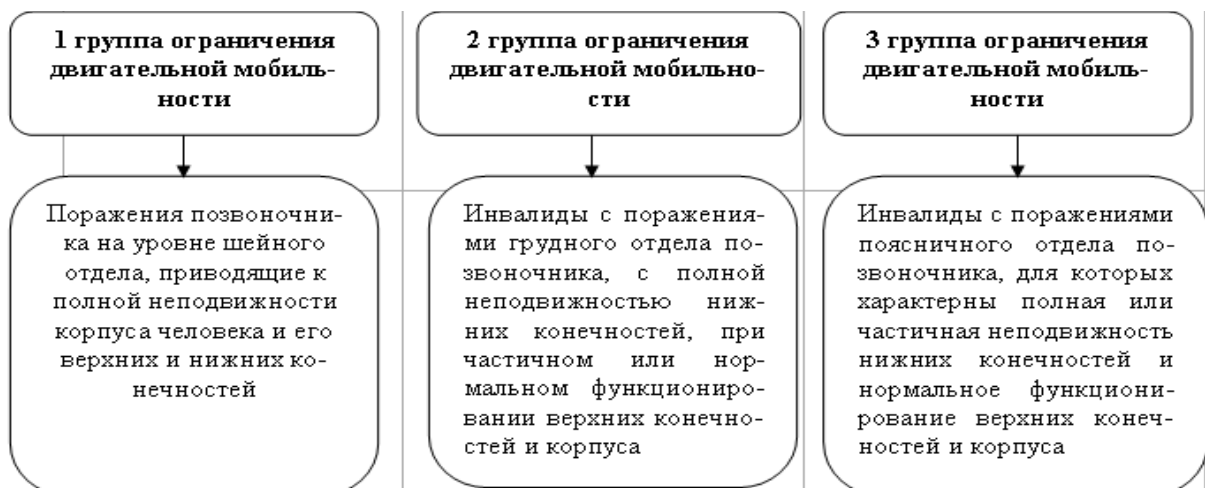 1 группа ограничения
двигательной мобиль-
ности
Поражения позвоночни-
ка на уровне шейного
отдела, приводящие к
полной неподвижности
корпуса человека и его
верхних и нижних ко-
нечностей
2 группа ограничения
двигательной мобильно-
сти
Инвалиды с поражения-
ми грудного отдела по-
звоночника, с полной
неподвижностью ниж-
них конечностей, при
частичном или нор-
мальном функциониро-
вании верхних конечно-
стей и корпуса
3 группа ограничения
двигательной мобиль-
ности
Инвалиды с поражениями
поясничного отдела по-
звоночника, для которых
характерны полная или
частичная неподвижность
нижних конечностей и
нормальное функциони-
рование верхних конеч-
ностей и корпуса